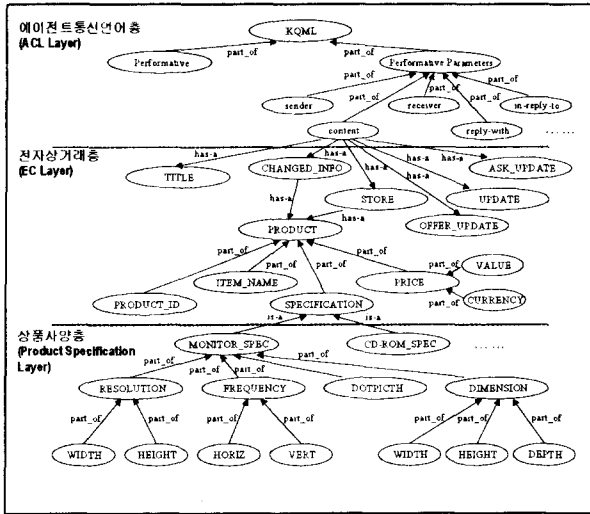 에이전트통신언어층
(ACL Layer)
KQML
part_of
part_of
Performative
Performative Parameters
part_of
part_of
part_of
part_of
part_of
sender
receiver
in-reply-to
content
reply-with
......
전자상거래층
(EC Layer)
has-a
has-a
has-a
has-a
has-a
has-a
has-a
TITLE
CHANGED_INFO
ASK_UPDATE
STORE
UPDATE
OFFER_UPDATE
has-a
has-a
PRODUCT
part_of
part_of
part_of
part_of
part_of
VALUE
PRODUCT_ID
ITEM_NAME
PRICE
SPECIFICATION
part_of
CURRENCY
is-a
is-a
상품사양층
(Product Specification
Layer)
MONITOR_SPEC
CD-ROM_SPEC
......
part_of
part_of
part_of
part_of
RESOLUTION
FREQUENCY
DOTPICTH
DIMENSION
part_of
part_of
part_of
part_of
part_of
part_of
part_of
WIDTH
HEIGHT
HORIZ
VERT
WIDTH
HEIGHT
DEPTH